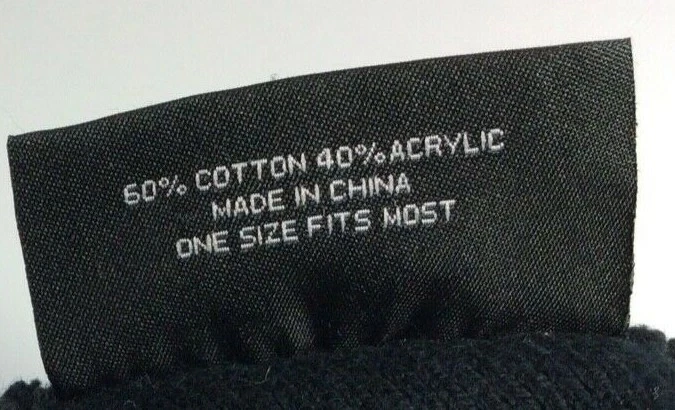 60% COTTON 40%ACRYLIC
MADE IN CHINA
ONE SIZE FITS MOST